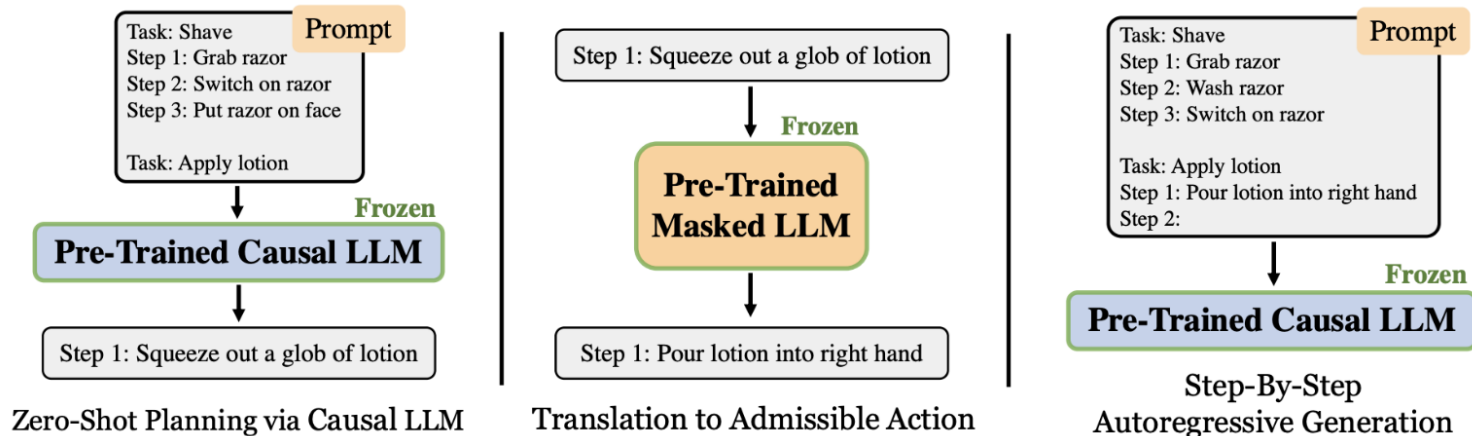 Prompt
Task: Shave
Step 1: Grab razor
Step 2: Switch on razor
Step 3: Put razor on face
Task: Apply lotion
Frozen
Pre-Trained Causal LLM
Step 1: Squeeze out a glob of lotion
Zero-Shot Planning via Causal LLM
Step 1: Squeeze out a glob of lotion
Frozen
Pre-Trained
Masked LLM
Step 1: Pour lotion into right hand
Translation to Admissible Action
Prompt
Task: Shave
Step 1: Grab razor
Step 2: Wash razor
Step 3: Switch on razor
Task: Apply lotion
Step 1: Pour lotion into right hand
Step 2:
Frozen
Pre-Trained Causal LLM
Step-By-Step
Autoregressive Generation